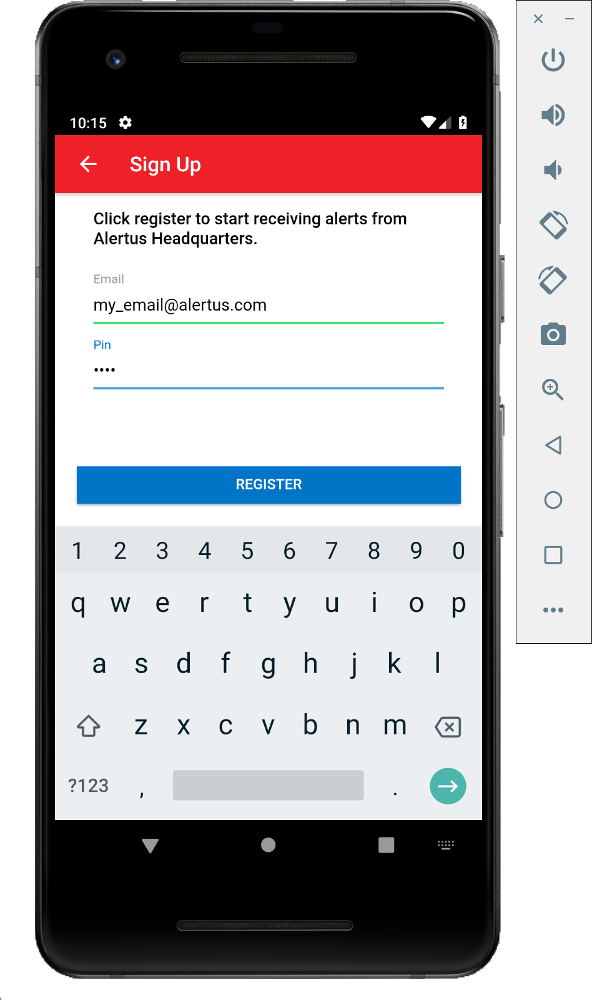 10:15
Sign Up
Click register to start receiving alerts from
Alertus Headquarters.
Email
my_email@alertus.com
Pin
••••
REGISTER
1 2 3 4 5 6 7 8 9 0
q w e r t y u i o p
a s d f g h j k l
z x c v b n m
?123 , .